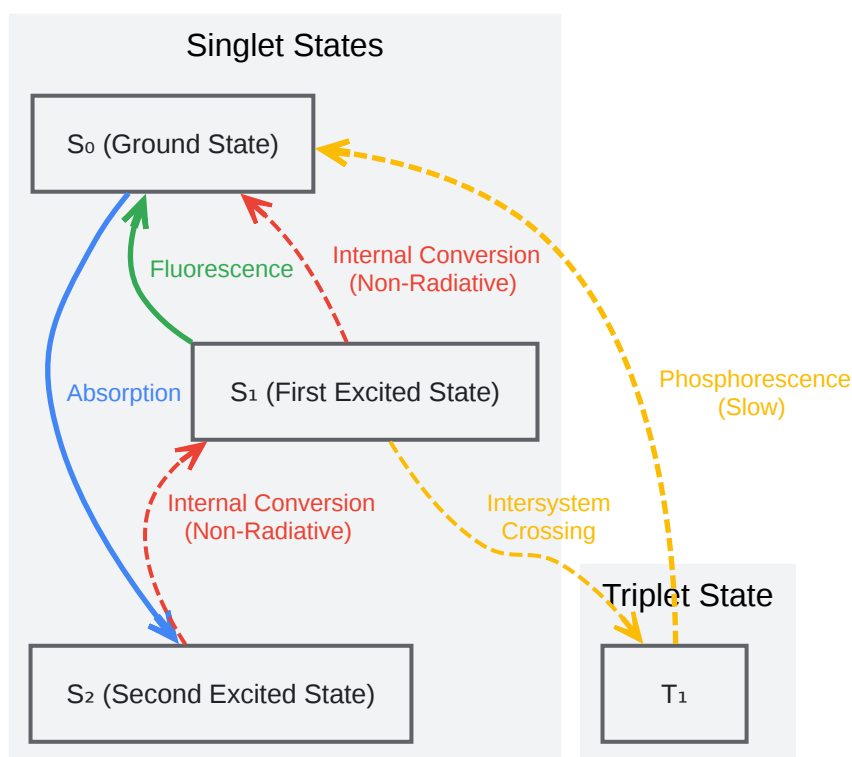 Singlet States
S₀ (Ground State)
Internal Conversion
(Non-Radiative)
Fluorescence
Absorption
S₁ (First Excited State)
Phosphorescence
(Slow)
Internal Conversion
(Non-Radiative)
Intersystem
Crossing
Triplet State
S₂ (Second Excited State)
T₁